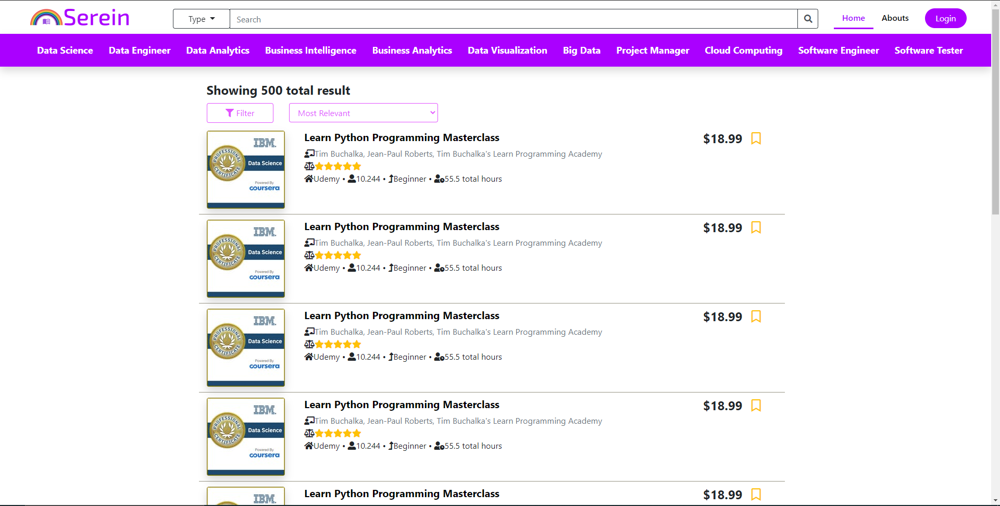 Serein
Type
Search
Home
Abouts
Login
Data Science
Data Engineer
Data Analytics
Business Intelligence
Business Analytics
Data Visualization
Big Data
Project Manager
Cloud Computing
Software Engineer
Software Tester
Showing 500 total result
Filter
Most Relevant
IBM.
PROFESSIONAL
CERTIFICATE
Data Science
Powered By
coursera
Learn Python Programming Masterclass
$18.99
Tim Buchalka, Jean-Paul Roberts, Tim Buchalka's Learn Programming Academy
Udemy • 10.244 • Beginner • 55.5 total hours
IBM.
PROFESSIONAL
CERTIFICATE
Data Science
Powered By
coursera
Learn Python Programming Masterclass
$18.99
Tim Buchalka, Jean-Paul Roberts, Tim Buchalka's Learn Programming Academy
Udemy • 10.244 • Beginner • 55.5 total hours
IBM.
PROFESSIONAL
CERTIFICATE
Data Science
Powered By
coursera
Learn Python Programming Masterclass
$18.99
Tim Buchalka, Jean-Paul Roberts, Tim Buchalka's Learn Programming Academy
Udemy • 10.244 • Beginner • 55.5 total hours
IBM.
PROFESSIONAL
CERTIFICATE
Data Science
Powered By
coursera
Learn Python Programming Masterclass
$18.99
Tim Buchalka, Jean-Paul Roberts, Tim Buchalka's Learn Programming Academy
Udemy • 10.244 • Beginner • 55.5 total hours
IBM.
Learn Python Programming Masterclass
$18.99